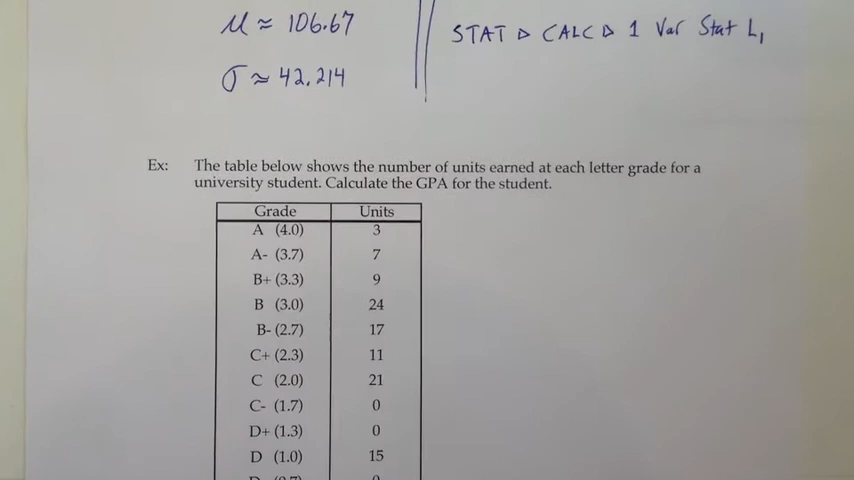 μ ≈ 106.67
STAT ▷ CALC ▷ 1 Var Stat L1
σ ≈ 42.214
Ex: The table below shows the number of units earned at each letter grade for a
university student. Calculate the GPA for the student.
Grade Units
A (4.0) 3
A- (3.7) 7
B+ (3.3) 9
B (3.0) 24
B- (2.7) 17
C+ (2.3) 11
C (2.0) 21
C- (1.7) 0
D+ (1.3) 0
D (1.0) 15